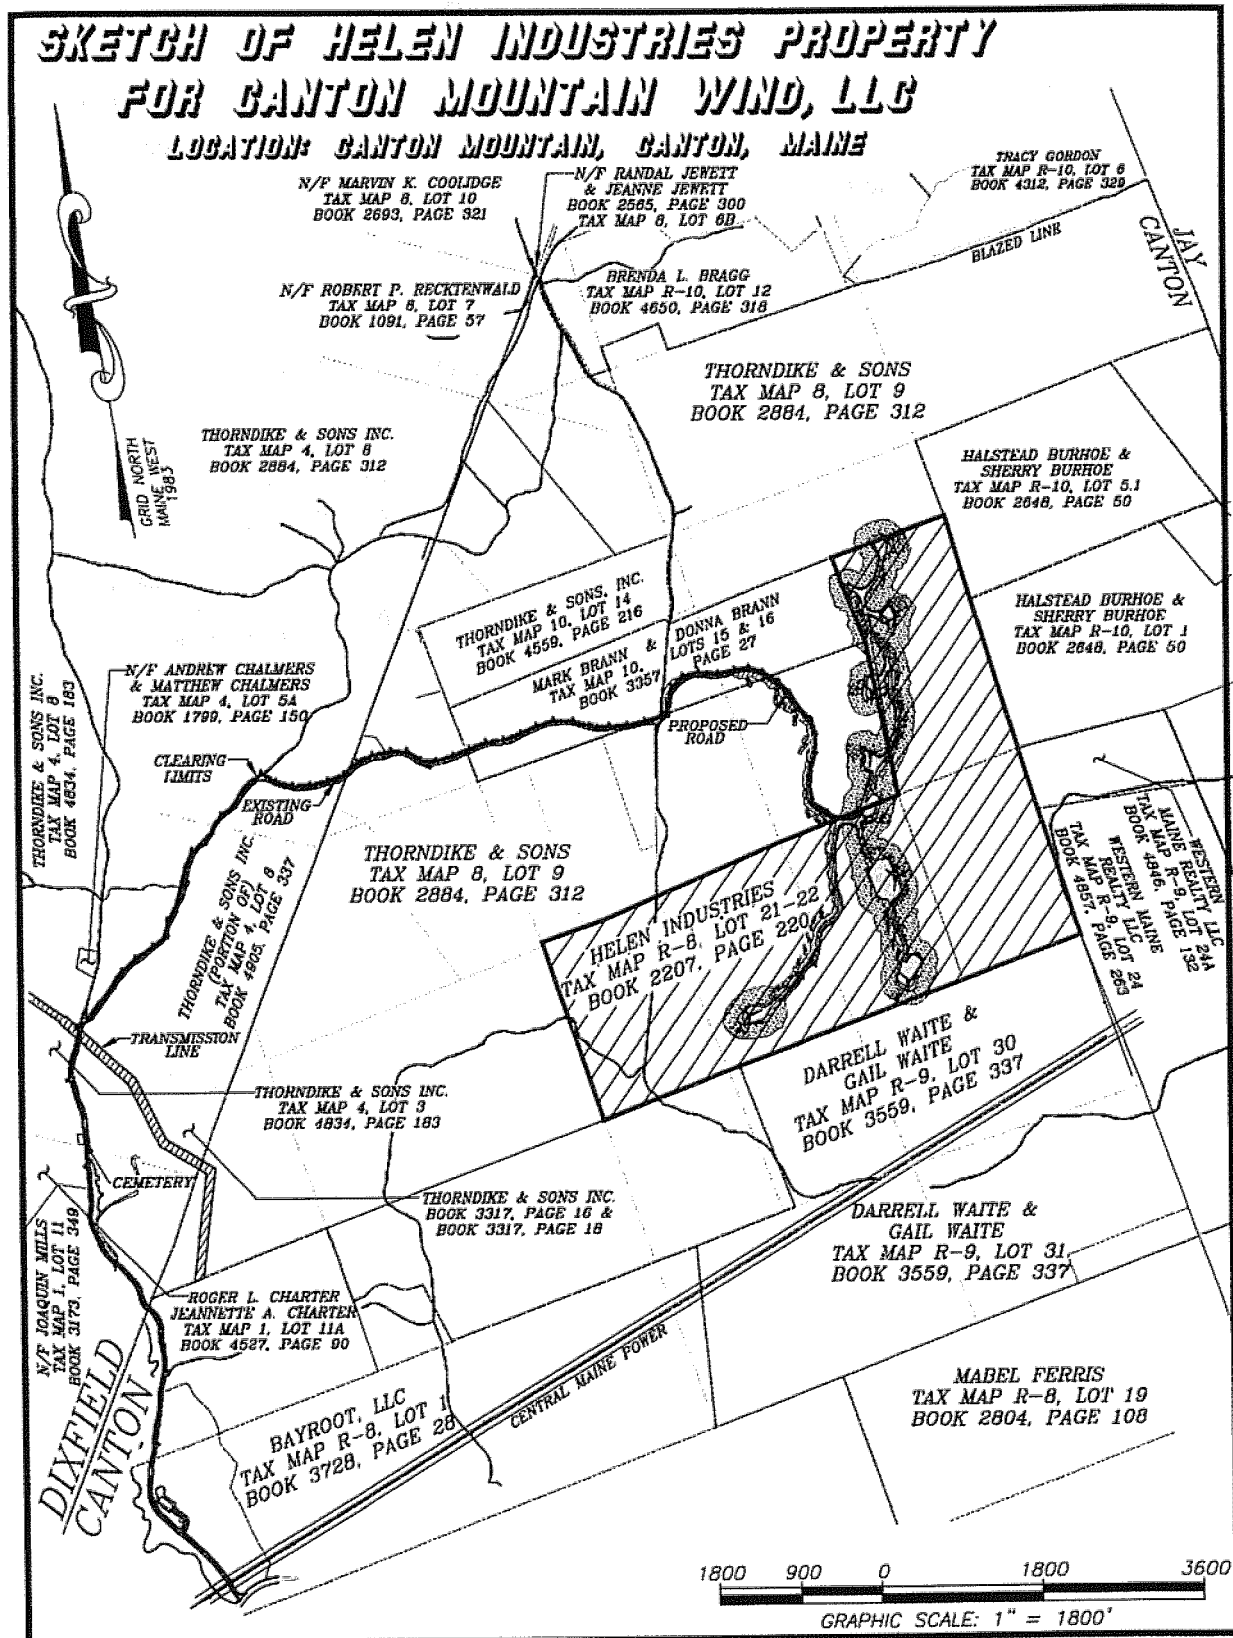 SKETCH OF HELEN INDUSTRIES PROPERTY
FOR CANTON MOUNTAIN WIND, LLC
LOCATION: CANTON MOUNTAIN, CANTON, MAINE
N/F MARVIN K. COOLIDGE
TAX MAP 8, LOT 10
BOOK 2693, PAGE 321
N/F RANDAL JEWETT
& JEANNE JEWETT
BOOK 2565, PAGE 300
TAX MAP 8, LOT 6B
TRACY GORDON
TAX MAP R-10, LOT 6
BOOK 4312, PAGE 329
BLAZED LINE
JAY
CANTON
N/F ROBERT P. RECKTENWALD
TAX MAP 8, LOT 7
BOOK 1091, PAGE 57
BRENDA L. BRAGG
TAX MAP R-10, LOT 12
BOOK 4650, PAGE 318
THORNDIKE & SONS
TAX MAP 8, LOT 9
BOOK 2884, PAGE 312
THORNDIKE & SONS INC.
TAX MAP 4, LOT 8
BOOK 2884, PAGE 312
GRID NORTH
MAINE WEST
1983
HALSTEAD BURHOE &
SHERRY BURHOE
TAX MAP R-10, LOT 5.1
BOOK 2648, PAGE 50
HALSTEAD BURHOE &
SHERRY BURHOE
TAX MAP R-10, LOT 1
BOOK 2648, PAGE 50
THORNDIKE & SONS, INC.
TAX MAP 10, LOT 14
BOOK 4559, PAGE 216
MARK BRANN & DONNA BRANN
TAX MAP 10, LOTS 15 & 16
BOOK 3357 PAGE 27
N/F ANDREW CHALMERS
& MATTHEW CHALMERS
TAX MAP 4, LOT 5A
BOOK 1799, PAGE 150
THORNDIKE & SONS INC.
TAX MAP 4, LOT 8
BOOK 4834, PAGE 183
PROPOSED
ROAD
CLEARING
LIMITS
EXISTING
ROAD
THORNDIKE & SONS INC.
(PORTION OF)
TAX MAP 4, LOT 8
BOOK 4905, PAGE 337
THORNDIKE & SONS
TAX MAP 8, LOT 9
BOOK 2884, PAGE 312
HELEN INDUSTRIES
TAX MAP R-8, LOT 21-22
BOOK 2207, PAGE 220
WESTERN
MAINE REALTY LLC
TAX MAP R-9, LOT 24A
BOOK 4846, PAGE 132
WESTERN MAINE
REALTY LLC
TAX MAP R-9, LOT 24
BOOK 4857, PAGE 263
TRANSMISSION
LINE
DARRELL WAITE &
GAIL WAITE
TAX MAP R-9, LOT 30
BOOK 3559, PAGE 337
THORNDIKE & SONS INC.
TAX MAP 4, LOT 3
BOOK 4834, PAGE 183
CEMETERY
THORNDIKE & SONS INC.
BOOK 3317, PAGE 16 &
BOOK 3317, PAGE 18
DARRELL WAITE &
GAIL WAITE
TAX MAP R-9, LOT 31,
BOOK 3559, PAGE 337
N/F JOAQUIN MILLS
TAX MAP 1, LOT 11
BOOK 3173, PAGE 349
ROGER L. CHARTER
JEANNETTE A. CHARTER
TAX MAP 1, LOT 11A
BOOK 4527, PAGE 90
CENTRAL MAINE POWER
DIXFIELD
CANTON
MABEL FERRIS
TAX MAP R-8, LOT 19
BOOK 2804, PAGE 108
BAYROOT, LLC
TAX MAP R-8, LOT 1
BOOK 3728, PAGE 28
1800 900 0 1800 3600
GRAPHIC SCALE: 1" = 1800'